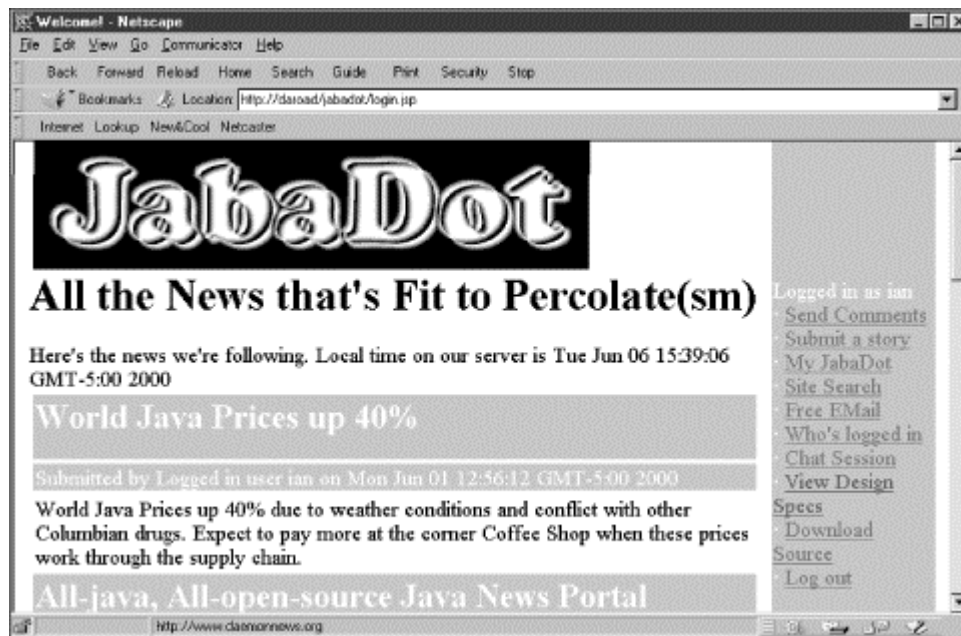 Welcome! - Netscape
File Edit View Go Communicator Help
Back Forward Reload Home Search Guide Print Security Stop
Bookmarks Location: http://daroad/jabadot/login.jsp
Internet Lookup New&Cool Netcaster
JabaDot
All the News that's Fit to Percolate(sm)
Here's the news we're following. Local time on our server is Tue Jun 06 15:39:06
GMT-5:00 2000
World Java Prices up 40%
Submitted by Logged in user ian on Mon Jun 01 12:56:12 GMT-5:00 2000
World Java Prices up 40% due to weather conditions and conflict with other
Columbian drugs. Expect to pay more at the corner Coffee Shop when these prices
work through the supply chain.
All-java, All-open-source Java News Portal
Logged in as ian
· Send Comments
· Submit a story
· My JabaDot
· Site Search
· Free EMail
· Who's logged in
· Chat Session
· View Design
Specs
· Download
Source
· Log out
http://www.daemonnews.org